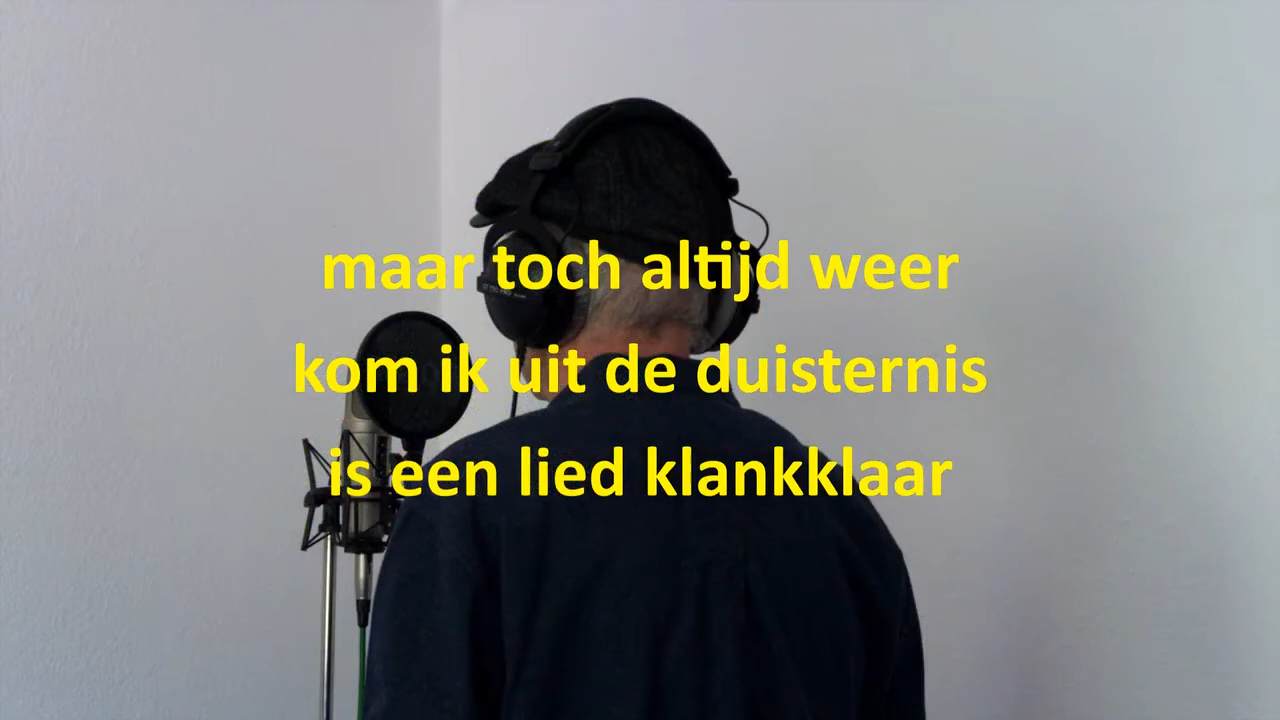 maar toch altijd weer
kom ik uit de duisternis
is een lied klankklaar